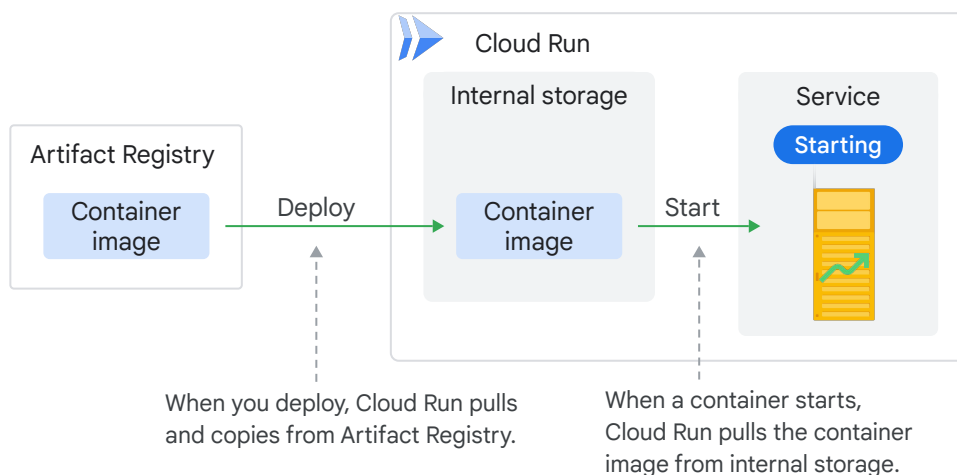 Cloud Run
Internal storage
Service
Starting
Artifact Registry
Container
image
Deploy
Container
image
Start
When you deploy, Cloud Run pulls
and copies from Artifact Registry.
When a container starts,
Cloud Run pulls the container
image from internal storage.